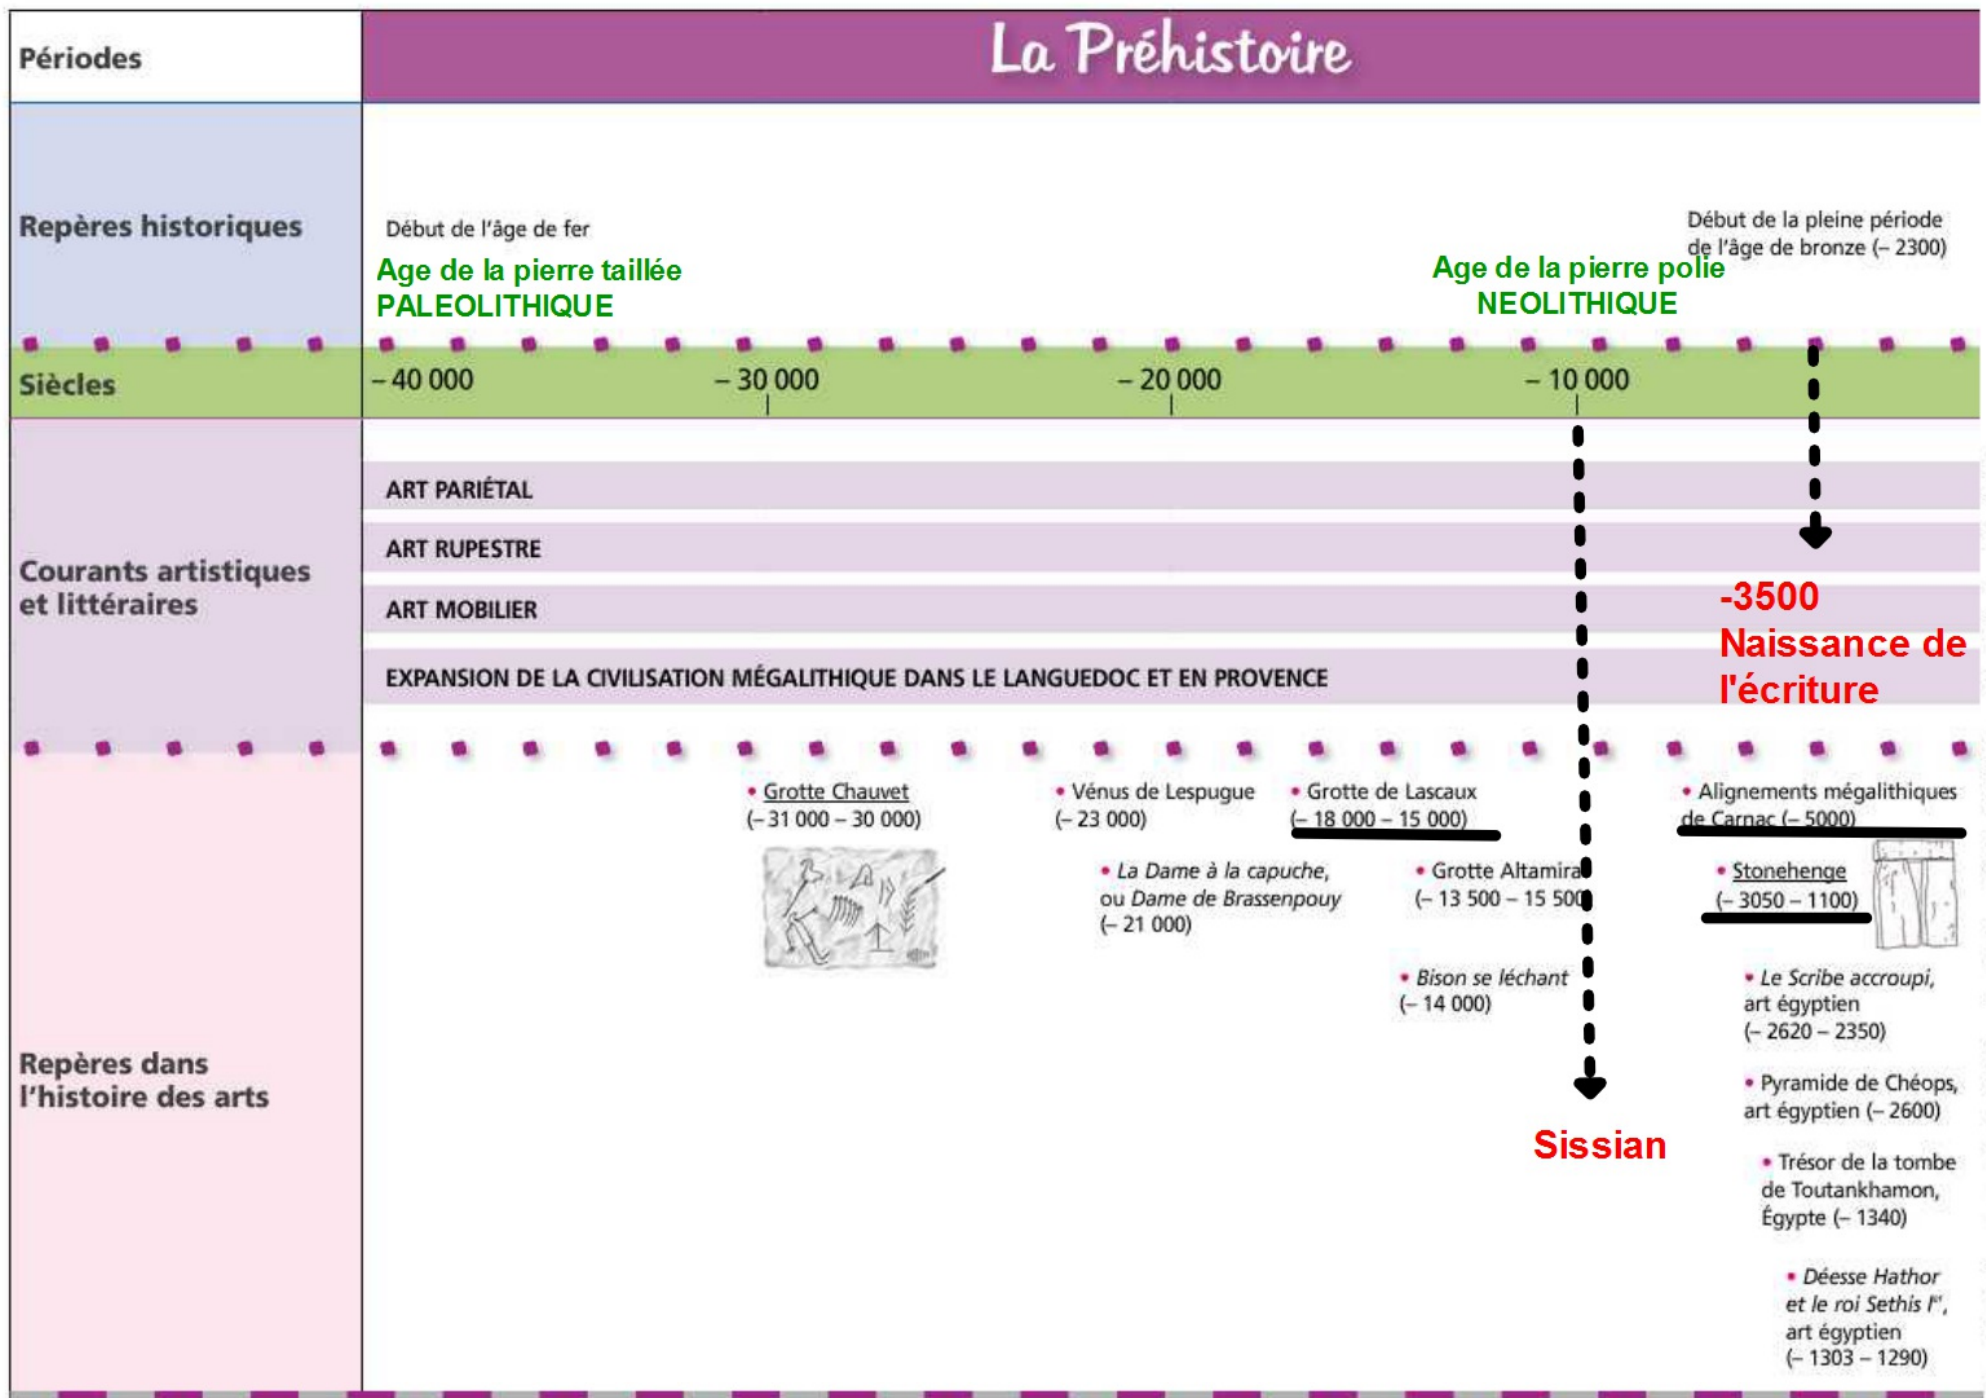 Périodes
La Préhistoire
Repères historiques
Début de l'âge de fer
Age de la pierre taillée
PALEOLITHIQUE
Age de la pierre polie
NEOLITHIQUE
Début de la pleine période
de l'âge de bronze (– 2300)
Siècles
– 40 000
– 30 000
– 20 000
– 10 000
Courants artistiques
et littéraires
ART PARIÉTAL
ART RUPESTRE
ART MOBILIER
EXPANSION DE LA CIVILISATION MÉGALITHIQUE DANS LE LANGUEDOC ET EN PROVENCE
-3500
Naissance de
l'écriture
Repères dans
l'histoire des arts
• Grotte Chauvet
(– 31 000 – 30 000)
• Vénus de Lespugue
(– 23 000)
• La Dame à la capuche,
ou Dame de Brassenpouy
(– 21 000)
• Grotte de Lascaux
(– 18 000 – 15 000)
• Grotte Altamira
(– 13 500 – 15 500
• Bison se léchant
(– 14 000)
Sissian
• Alignements mégalithiques
de Carnac (– 5000)
• Stonehenge
(– 3050 – 1100)
• Le Scribe accroupi,
art égyptien
(– 2620 – 2350)
• Pyramide de Chéops,
art égyptien (– 2600)
• Trésor de la tombe
de Toutankhamon,
Égypte (– 1340)
• Déesse Hathor
et le roi Sethis Iᵉʳ,
art égyptien
(– 1303 – 1290)